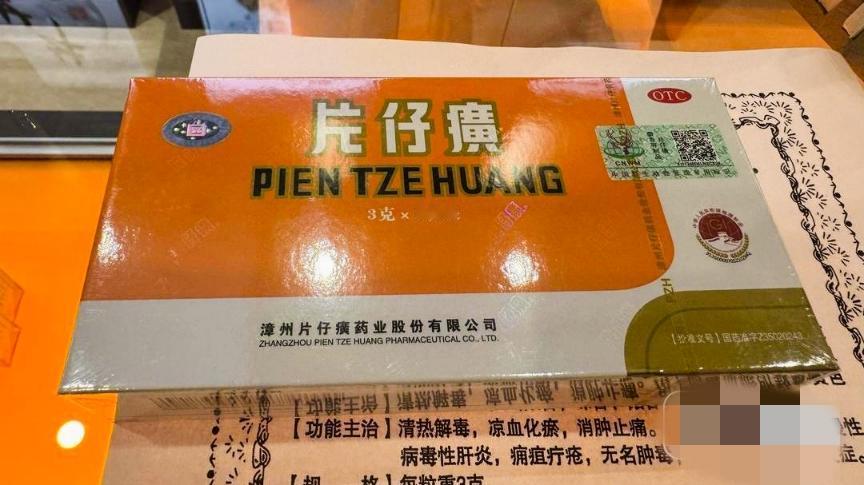 片仔癀
PIEN TZE HUANG
3克×
OTC
CNWM
漳州片仔癀药业股份有限公司
ZHANGZHOU PIEN TZE HUANG PHARMACEUTICAL CO., LTD.
PZH
【批准文号】国药准字Z35020243
【功能主治】清热解毒，凉血化瘀，消肿止痛。
病毒性肝炎，痈疽疔疮，无名肿毒，
【规 格】每粒重3克